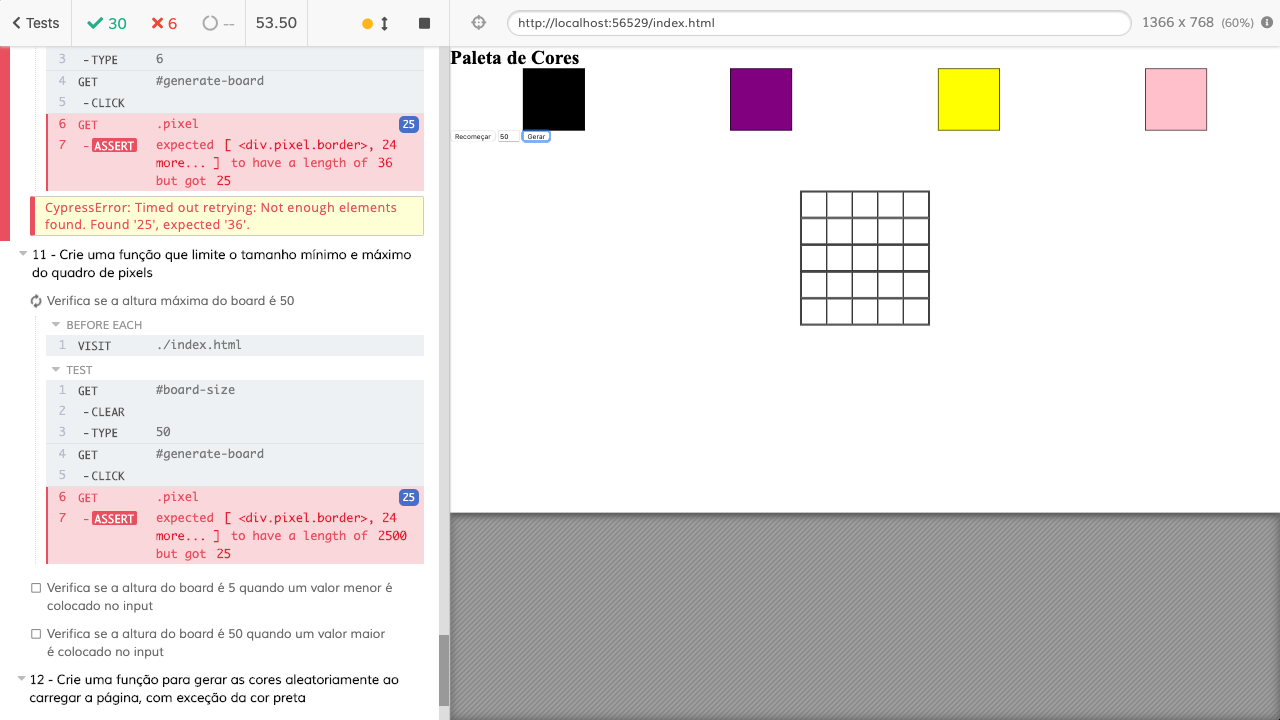 Tests 30 6 -- 53.50 http://localhost:56529/index.html 1366 x 768 (60%)
3 - TYPE 6
4 GET #generate-board
5 - CLICK
6 GET .pixel 25
7 - ASSERT expected [ <div.pixel.border>, 24
more... ] to have a length of 36
but got 25
CypressError: Timed out retrying: Not enough elements
found. Found '25', expected '36'.
11 - Crie uma função que limite o tamanho mínimo e máximo
do quadro de pixels
Verifica se a altura máxima do board é 50
BEFORE EACH
1 VISIT ./index.html
TEST
1 GET #board-size
2 - CLEAR
3 - TYPE 50
4 GET #generate-board
5 - CLICK
6 GET .pixel 25
7 - ASSERT expected [ <div.pixel.border>, 24
more... ] to have a length of 2500
but got 25
Verifica se a altura do board é 5 quando um valor menor é
colocado no input
Verifica se a altura do board é 50 quando um valor maior
é colocado no input
12 - Crie uma função para gerar as cores aleatoriamente ao
carregar a página, com exceção da cor preta
Paleta de Cores
Recomeçar 50 Gerar